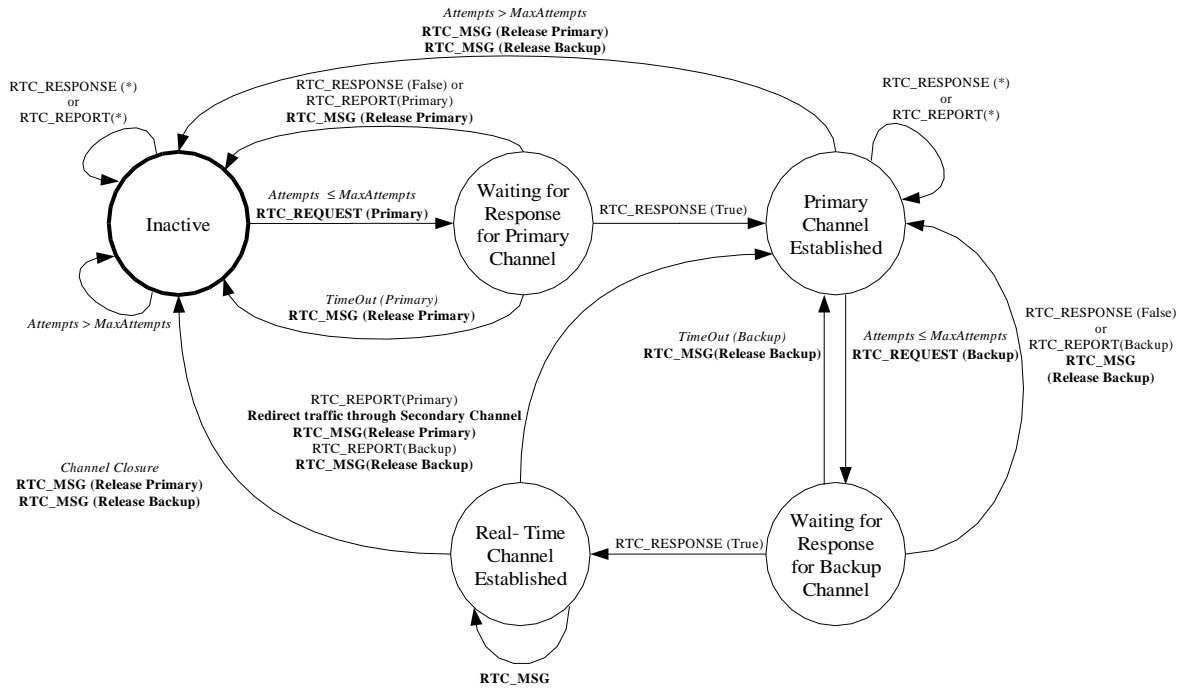 Attempts > MaxAttempts
RTC_MSG (Release Primary)
RTC_MSG (Release Backup)
RTC_RESPONSE (*)
or
RTC_REPORT(*)
RTC_RESPONSE (False) or
RTC_REPORT(Primary)
RTC_MSG (Release Primary)
RTC_RESPONSE (*)
or
RTC_REPORT(*)
Inactive
Attempts ≤ MaxAttempts
RTC_REQUEST (Primary)
Waiting for
Response
for Primary
Channel
RTC_RESPONSE (True)
Primary
Channel
Established
Attempts > MaxAttempts
TimeOut (Primary)
RTC_MSG (Release Primary)
TimeOut (Backup)
RTC_MSG(Release Backup)
Attempts ≤ MaxAttempts
RTC_REQUEST (Backup)
RTC_RESPONSE (False)
or
RTC_REPORT(Backup)
RTC_MSG
(Release Backup)
RTC_REPORT(Primary)
Redirect traffic through Secondary Channel
RTC_MSG(Release Primary)
RTC_REPORT(Backup)
RTC_MSG(Release Backup)
Channel Closure
RTC_MSG (Release Primary)
RTC_MSG (Release Backup)
Real- Time
Channel
Established
RTC_RESPONSE (True)
Waiting for
Response
for Backup
Channel
RTC_MSG